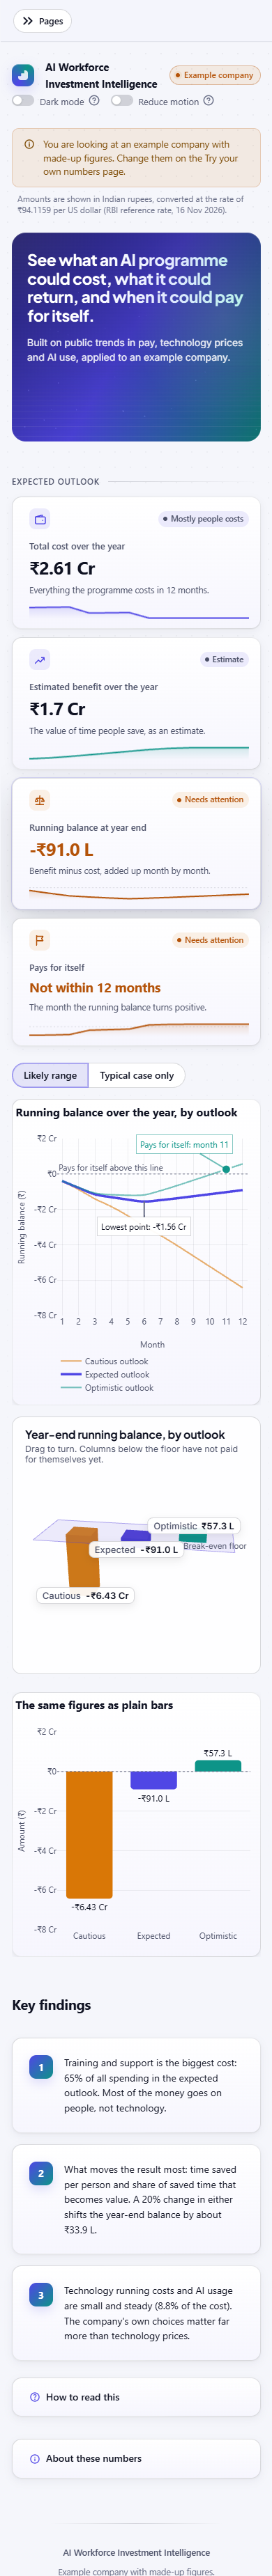 Pages
AI Workforce
Investment Intelligence
Example company
Dark mode
Reduce motion
You are looking at an example company with
made-up figures. Change them on the Try your
own numbers page.
Amounts are shown in Indian rupees, converted at the rate of
₹94.1159 per US dollar (RBI reference rate, 16 Nov 2026).
See what an AI programme
could cost, what it could
return, and when it could pay
for itself.
Built on public trends in pay, technology prices
and AI use, applied to an example company.
EXPECTED OUTLOOK
Mostly people costs
Total cost over the year
₹2.61 Cr
Everything the programme costs in 12 months.
Estimate
Estimated benefit over the year
₹1.7 Cr
The value of time people save, as an estimate.
Needs attention
Running balance at year end
-₹91.0 L
Benefit minus cost, added up month by month.
Needs attention
Pays for itself
Not within 12 months
The month the running balance turns positive.
Likely range
Typical case only
Running balance over the year, by outlook
₹2 Cr
Pays for itself: month 11
Pays for itself above this line
₹0
-₹2 Cr
Lowest point: -₹1.56 Cr
-₹4 Cr
-₹6 Cr
-₹8 Cr
Running balance (₹)
1 2 3 4 5 6 7 8 9 10 11 12
Month
Cautious outlook
Expected outlook
Optimistic outlook
Year-end running balance, by outlook
Drag to turn. Columns below the floor have not paid
for themselves yet.
Optimistic ₹57.3 L
Expected -₹91.0 L
Break-even floor
Cautious -₹6.43 Cr
The same figures as plain bars
₹2 Cr
₹57.3 L
₹0
-₹91.0 L
-₹2 Cr
-₹4 Cr
-₹6 Cr
-₹6.43 Cr
-₹8 Cr
Amount (₹)
Cautious Expected Optimistic
Key findings
1
Training and support is the biggest cost:
65% of all spending in the expected
outlook. Most of the money goes on
people, not technology.
2
What moves the result most: time saved
per person and share of saved time that
becomes value. A 20% change in either
shifts the year-end balance by about
₹33.9 L.
3
Technology running costs and AI usage
are small and steady (8.8% of the cost).
The company's own choices matter far
more than technology prices.
How to read this
About these numbers
AI Workforce Investment Intelligence
Example company with made-up figures.